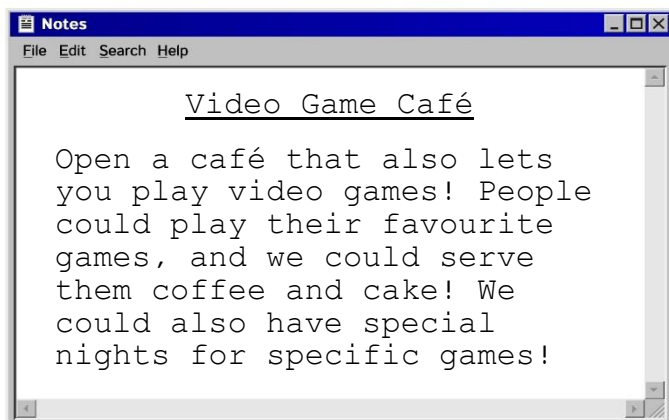 Notes
File Edit Search Help
Video Game Café
Open a café that also lets
you play video games! People
could play their favourite
games, and we could serve
them coffee and cake! We
could also have special
nights for specific games!